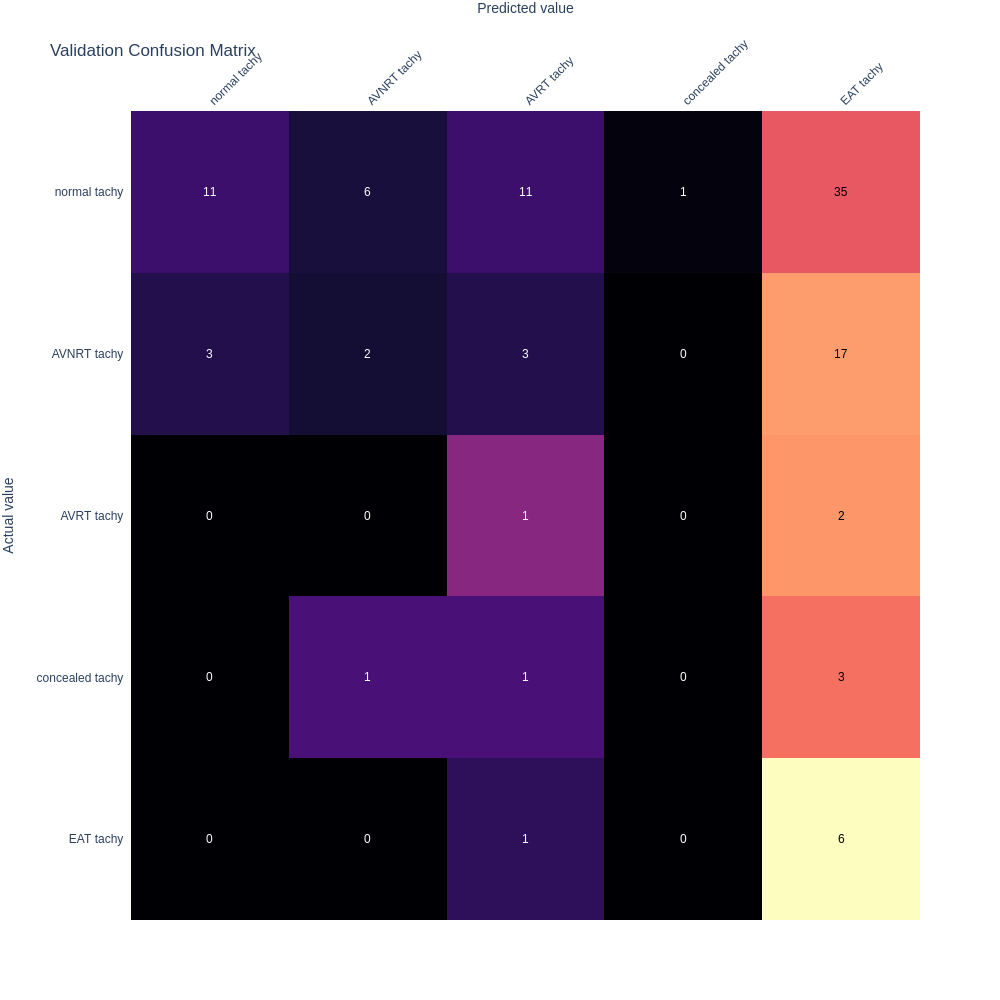 Predicted value
Validation Confusion Matrix
normal tachy AVNRT tachy AVRT tachy concealed tachy EAT tachy
normal tachy 11 6 11 1 35
AVNRT tachy 3 2 3 0 17
AVRT tachy 0 0 1 0 2
concealed tachy 0 1 1 0 3
EAT tachy 0 0 1 0 6
Actual value